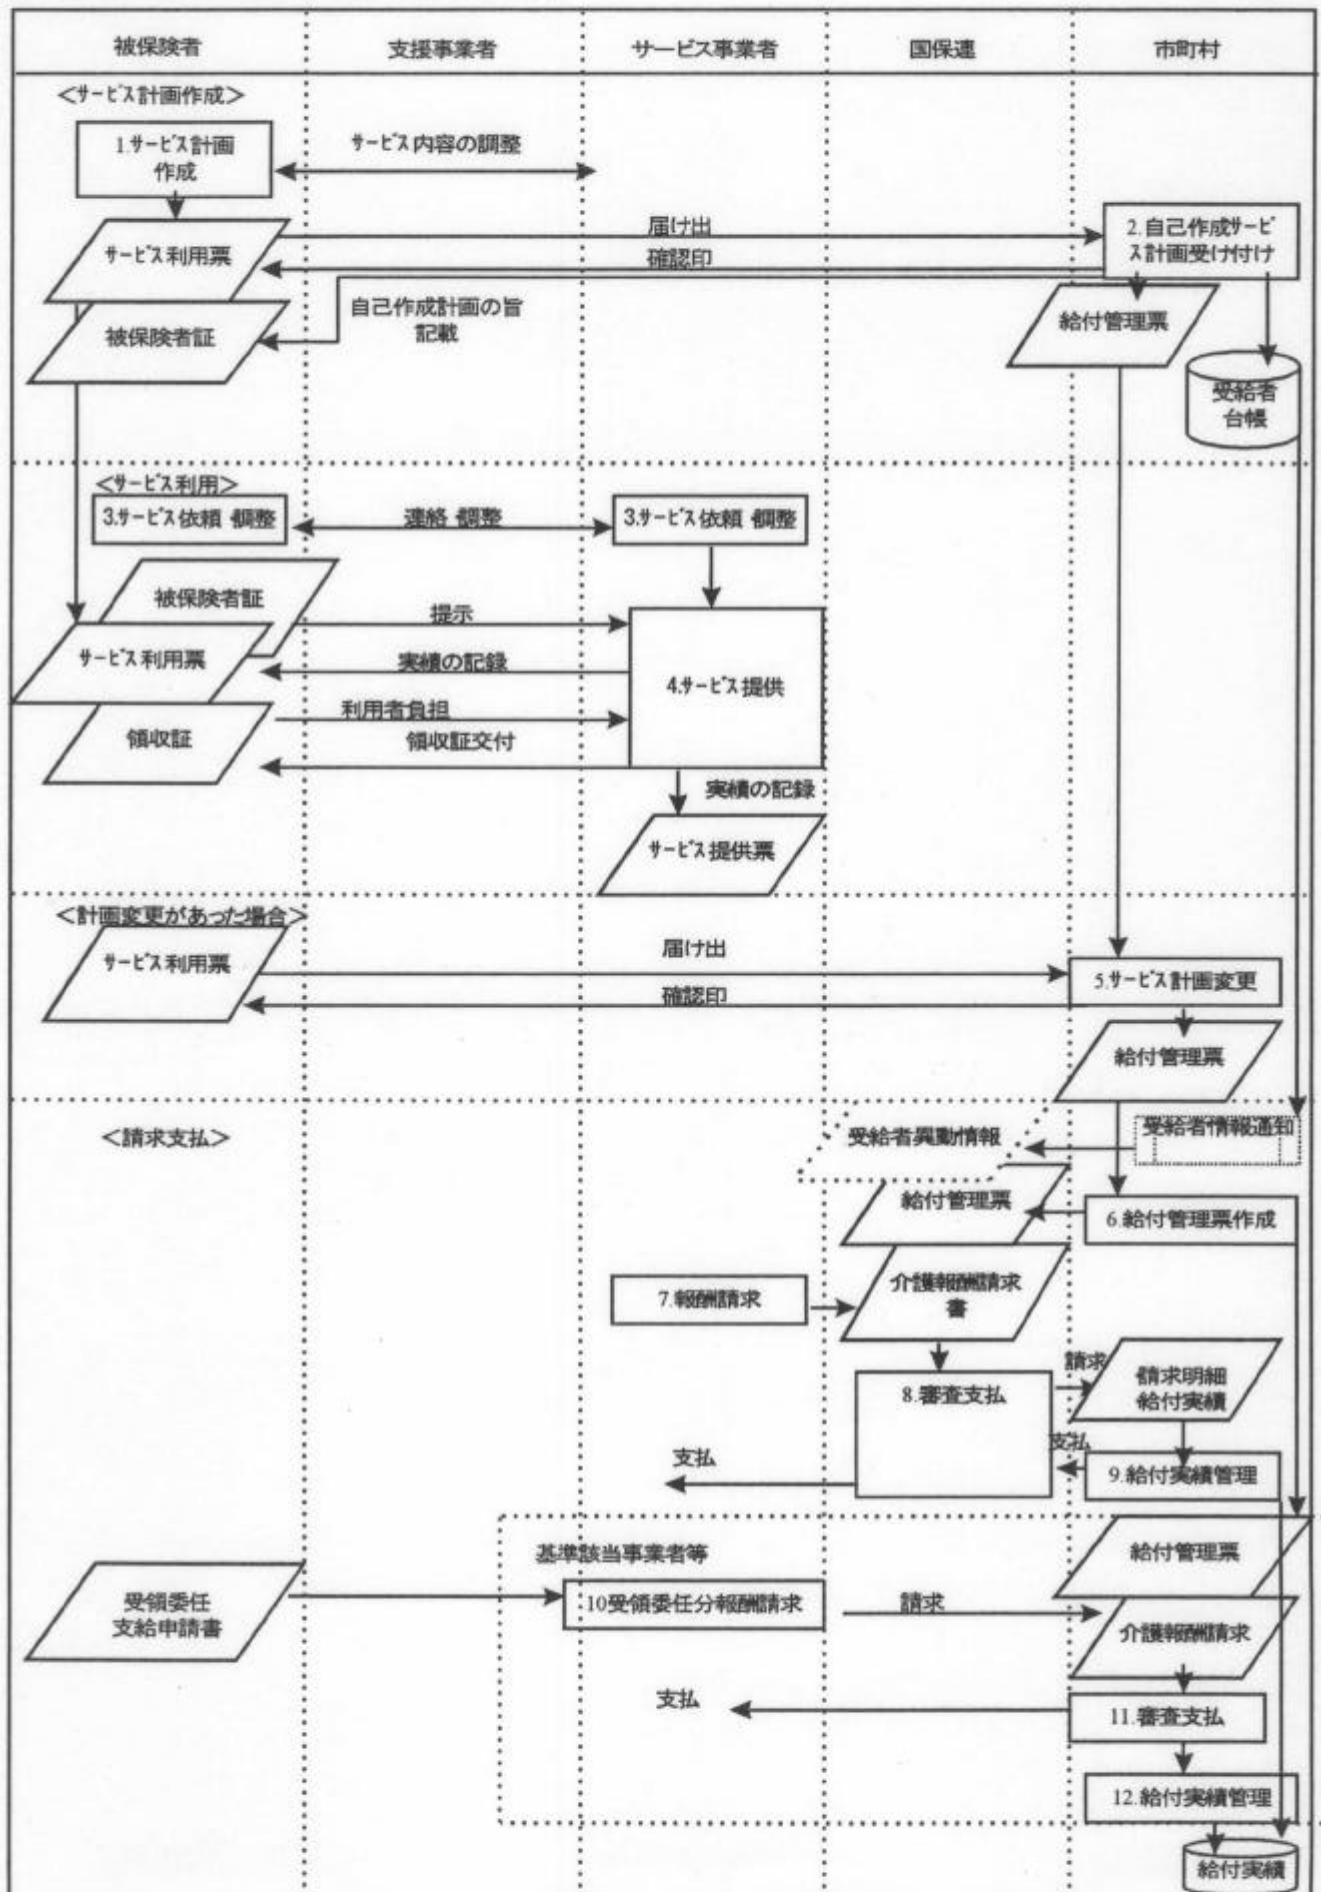 被保険者
支援事業者
サービス事業者
国保連
市町村
＜サービス計画作成＞
1.サービス計画
作成
サービス内容の調整
サービス利用票
届け出
確認印
2.自己作成サービ
ス計画受け付け
被保険者証
自己作成計画の旨
記載
給付管理票
受給者
台帳
＜サービス利用＞
3.サービス依頼・調整
連絡・調整
3.サービス依頼・調整
被保険者証
提示
サービス利用票
実績の記録
4.サービス提供
利用者負担
領収証
領収証交付
実績の記録
サービス提供票
＜計画変更があった場合＞
サービス利用票
届け出
5.サービス計画変更
確認印
給付管理票
＜請求支払＞
受給者異動情報
受給者情報通知
給付管理票
6.給付管理票作成
7.報酬請求
介護報酬請求
書
請求
請求明細
給付実績
8.審査支払
支払
支払
9.給付実績管理
基準該当事業者等
給付管理票
受領委任
支給申請書
10受領委任分報酬請求
請求
介護報酬請求
支払
11.審査支払
12.給付実績管理
給付実績